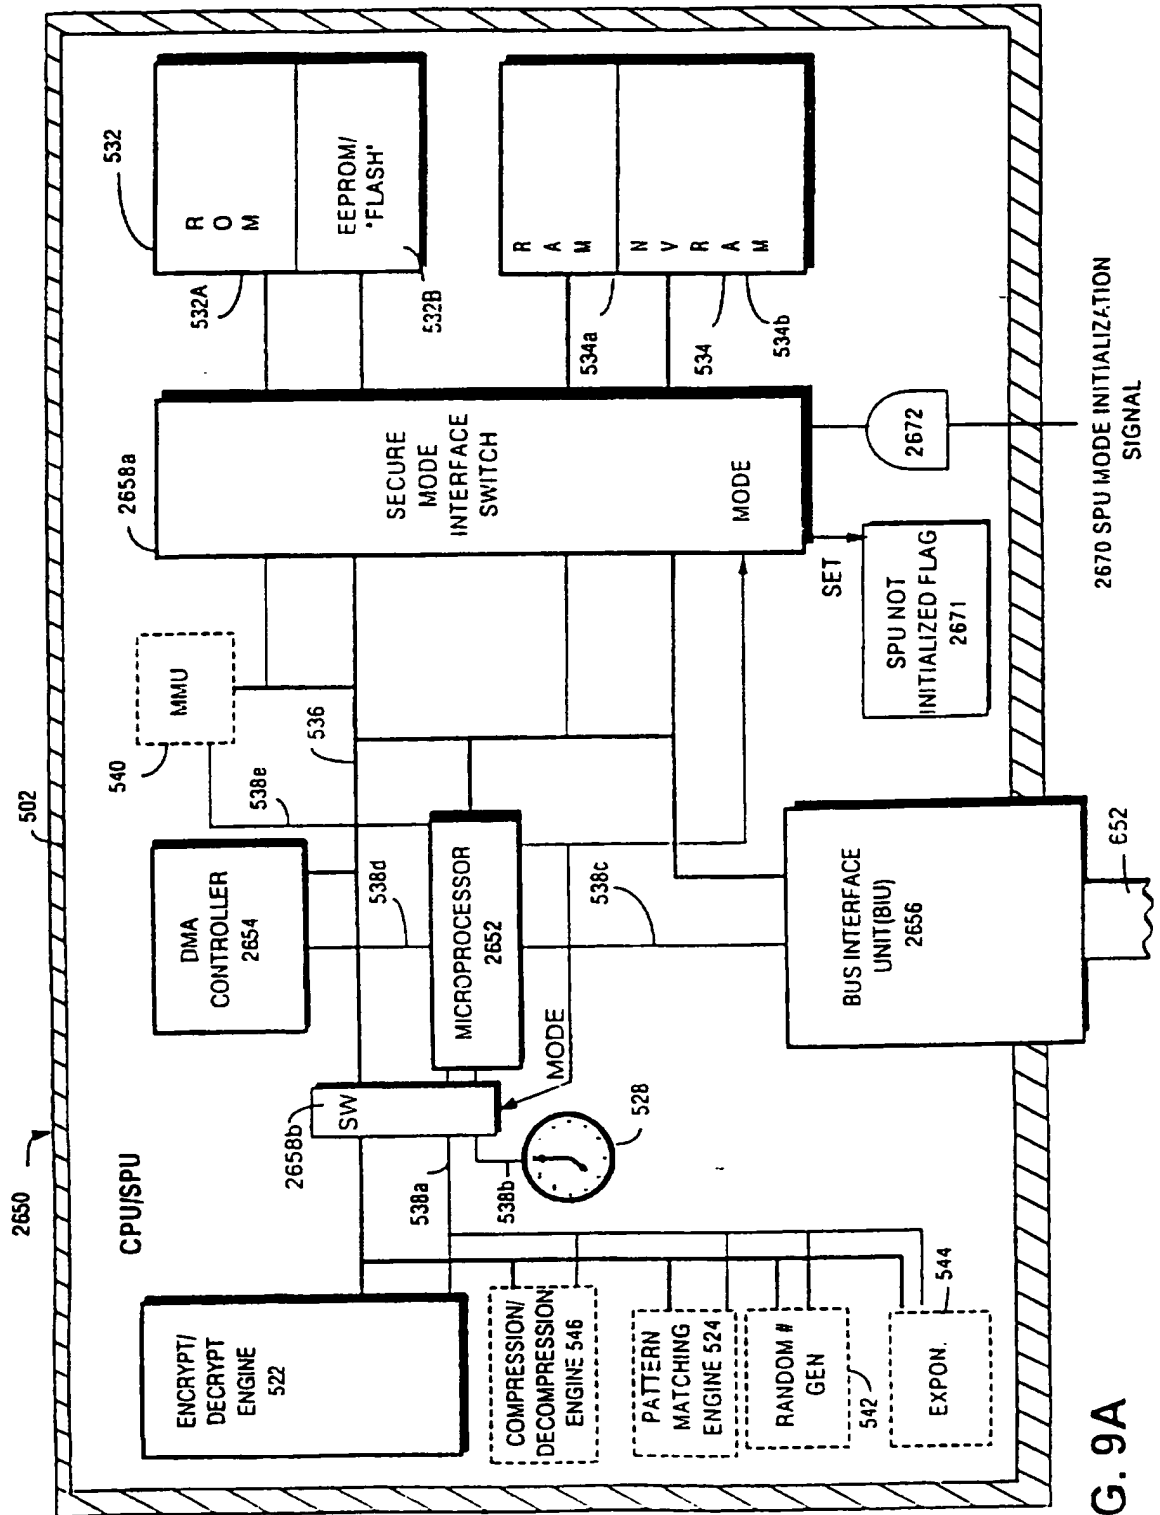 2650
502
CPU/SPU
ENCRYPT/
DECRYPT
ENGINE
522
COMPRESSION/
DECOMPRESSION
ENGINE 546
PATTERN
MATCHING
ENGINE 524
RANDOM #
GEN
542
EXPON.
544
2658b
SW
538a
538b
528
MODE
DMA
CONTROLLER
2654
538d
MICROPROCESSOR
2652
538c
538e
540
MMU
536
BUS INTERFACE
UNIT(BIU)
2656
652
2658a
SECURE
MODE
INTERFACE
SWITCH
MODE
SET
SPU NOT
INITIALIZED FLAG
2671
2672
2670 SPU MODE INITIALIZATION
SIGNAL
532
532A
ROM
EEPROM/
"FLASH"
532B
RAM
534a
NVRAM
534
534b
G. 9A